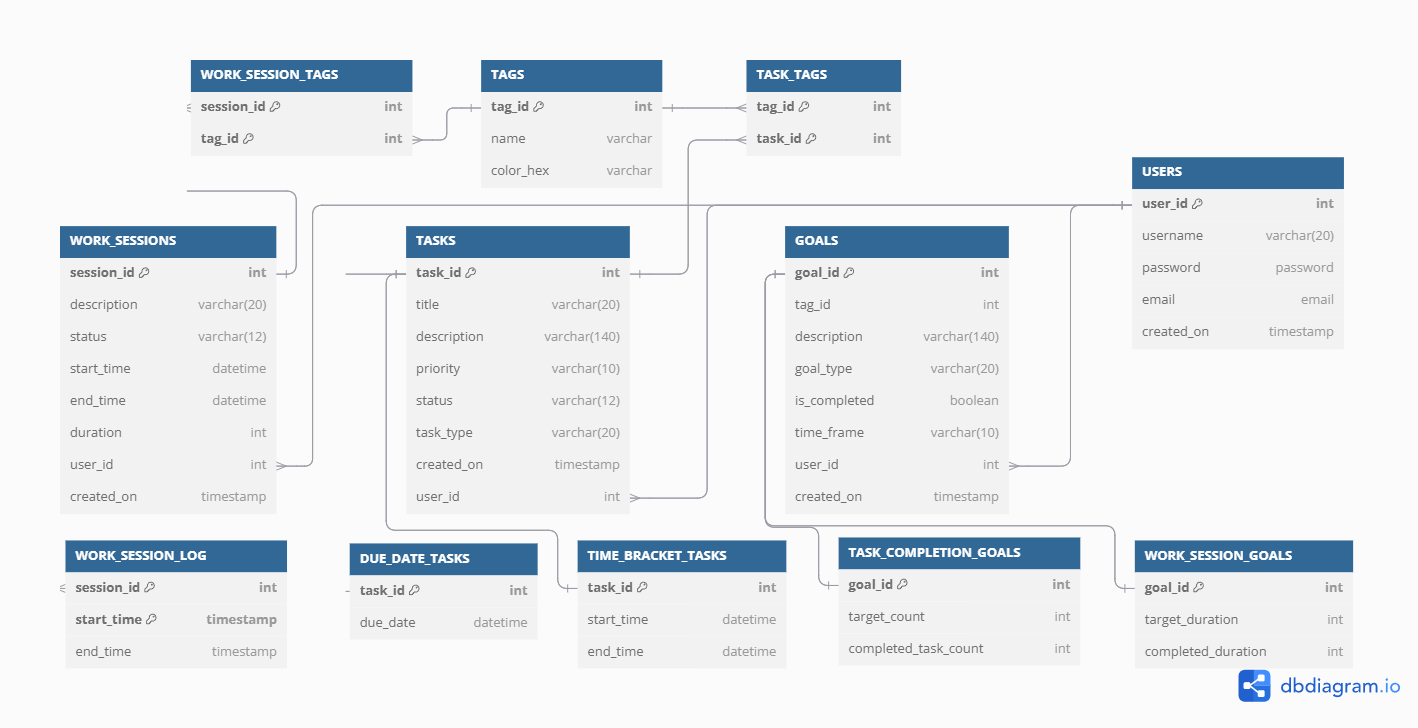 WORK_SESSION_TAGS
session_id int
tag_id int
TAGS
tag_id int
name varchar
color_hex varchar
TASK_TAGS
tag_id int
task_id int
USERS
user_id int
username varchar(20)
password password
email email
created_on timestamp
WORK_SESSIONS
session_id int
description varchar(20)
status varchar(12)
start_time datetime
end_time datetime
duration int
user_id int
created_on timestamp
TASKS
task_id int
title varchar(20)
description varchar(140)
priority varchar(10)
status varchar(12)
task_type varchar(20)
created_on timestamp
user_id int
GOALS
goal_id int
tag_id int
description varchar(140)
goal_type varchar(20)
is_completed boolean
time_frame varchar(10)
user_id int
created_on timestamp
WORK_SESSION_LOG
session_id int
start_time timestamp
end_time timestamp
DUE_DATE_TASKS
task_id int
due_date datetime
TIME_BRACKET_TASKS
task_id int
start_time datetime
end_time datetime
TASK_COMPLETION_GOALS
goal_id int
target_count int
completed_task_count int
WORK_SESSION_GOALS
goal_id int
target_duration int
completed_duration int
dbdiagram.io